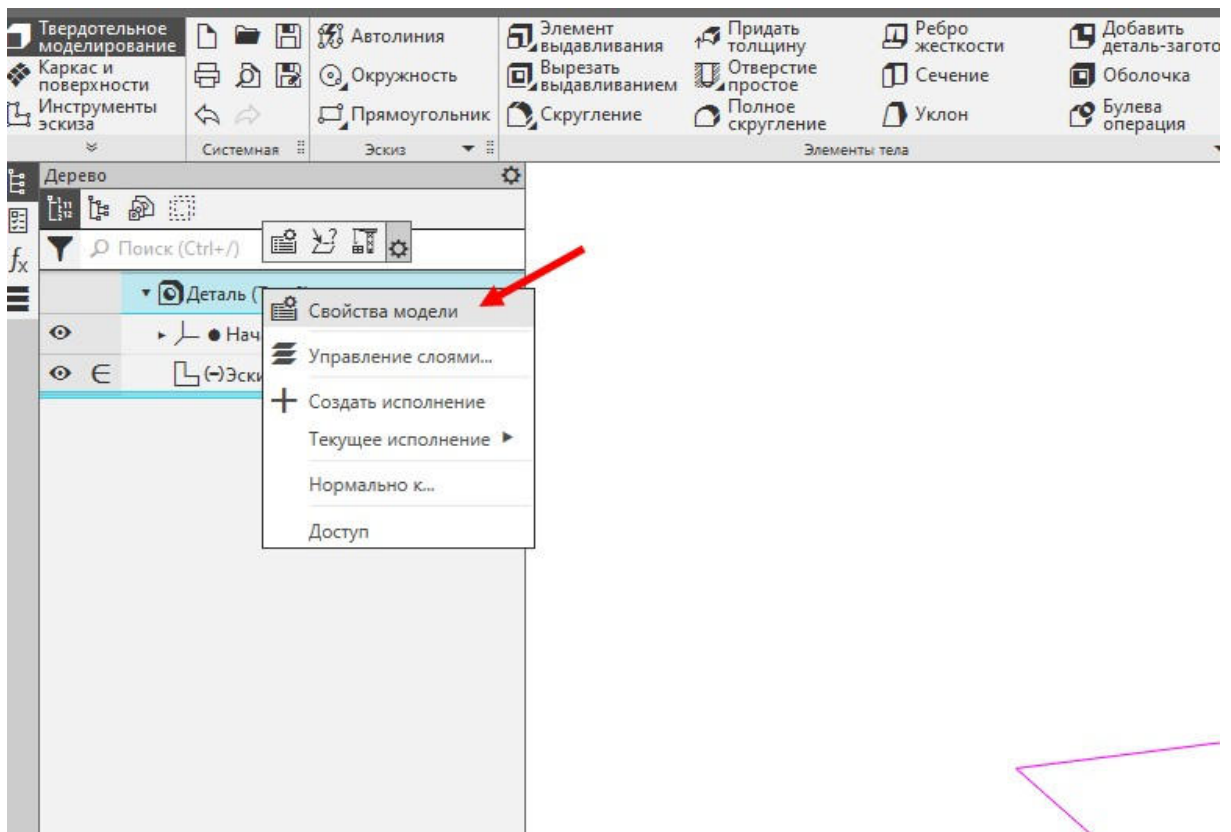 Твердотельное
моделирование
Каркас и
поверхности
Инструменты
эскиза
Системная
Автолиния
Окружность
Прямоугольник
Эскиз
Элемент
выдавливания
Вырезать
выдавливанием
Скругление
Придать
толщину
Отверстие
простое
Полное
скругление
Ребро
жесткости
Сечение
Уклон
Добавить
деталь-загото
Оболочка
Булева
операция
Элементы тела
Дерево
Поиск (Ctrl+/)
Деталь (
Нач
(-)Эски
Свойства модели
Управление слоями...
Создать исполнение
Текущее исполнение
Нормально к...
Доступ
fx